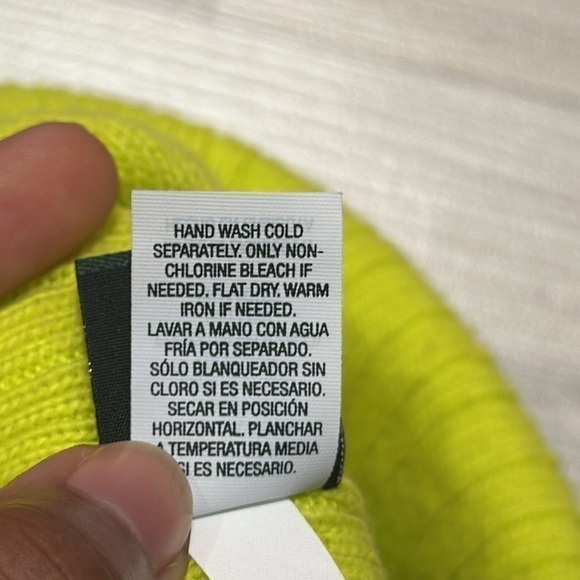 HAND WASH COLD
SEPARATELY. ONLY NON-
CHLORINE BLEACH IF
NEEDED. FLAT DRY. WARM
IRON IF NEEDED.
LAVAR A MANO CON AGUA
FRÍA POR SEPARADO.
SÓLO BLANQUEADOR SIN
CLORO SI ES NECESARIO.
SECAR EN POSICIÓN
HORIZONTAL. PLANCHAR
A TEMPERATURA MEDIA
SI ES NECESARIO.